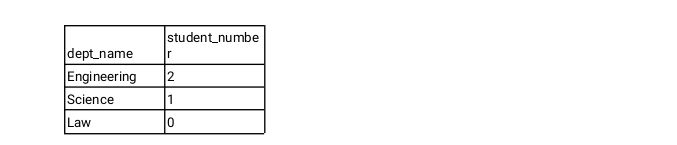 dept_name student_numbe
r
Engineering 2
Science 1
Law 0